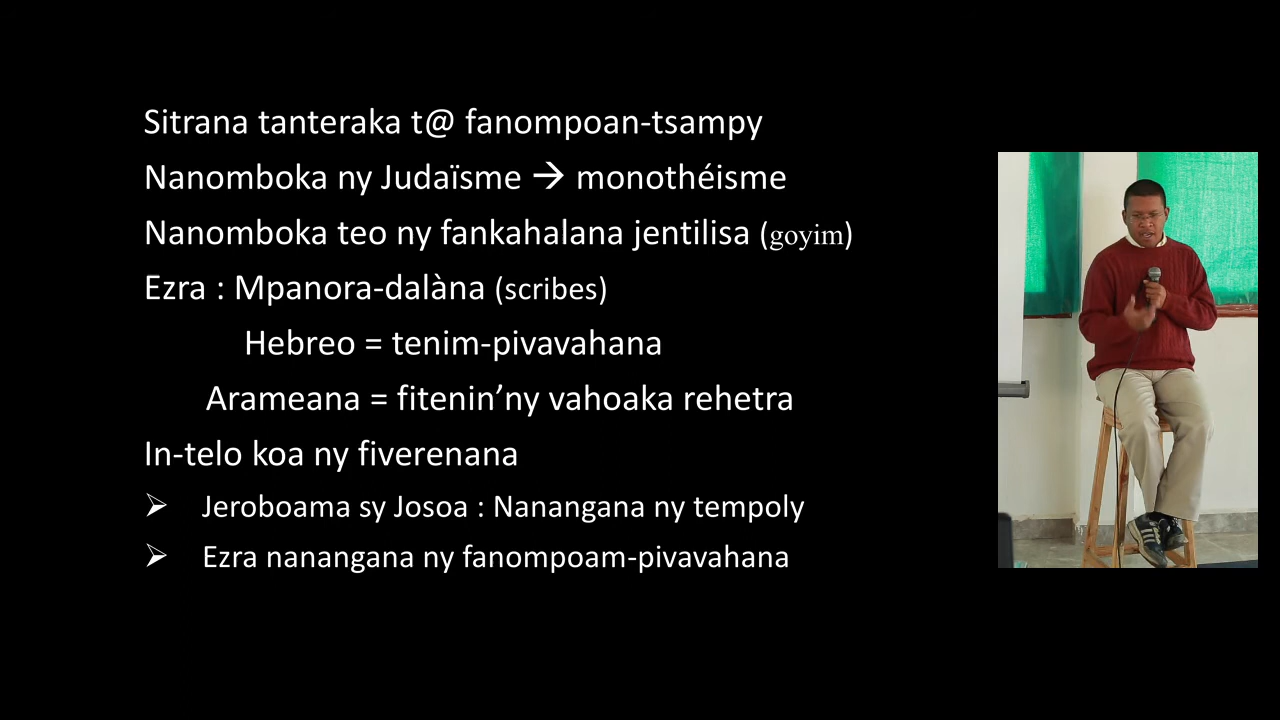 Sitrana tanteraka t@ fanompoan-tsampy
Nanomboka ny Judaïsme → monothéisme
Nanomboka teo ny fankahalana jentilisa (goyim)
Ezra : Mpanora-dalàna (scribes)
Hebreo = tenim-pivavahana
Arameana = fitenin’ny vahoaka rehetra
In-telo koa ny fiverenana
➢ Jeroboama sy Josoa : Nanangana ny tempoly
➢ Ezra nanangana ny fanompoam-pivavahana